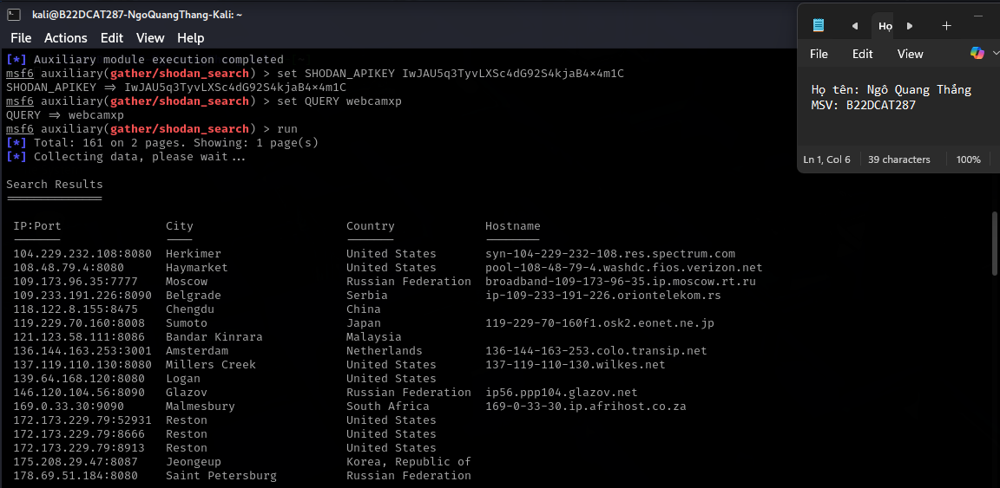 kali@B22DCAT287-NgoQuangThang-Kali: ~
File Actions Edit View Help
[*] Auxiliary module execution completed
msf6 auxiliary(gather/shodan_search) > set SHODAN_APIKEY IwJAU5q3TyvLXSc4dG92S4kjaB4×4m1C
SHODAN_APIKEY ⇒ IwJAU5q3TyvLXSc4dG92S4kjaB4×4m1C
msf6 auxiliary(gather/shodan_search) > set QUERY webcamxp
QUERY ⇒ webcamxp
msf6 auxiliary(gather/shodan_search) > run
[*] Total: 161 on 2 pages. Showing: 1 page(s)
[*] Collecting data, please wait...
Search Results
IP:Port City Country Hostname
104.229.232.108:8080 Herkimer United States syn-104-229-232-108.res.spectrum.com
108.48.79.4:8080 Haymarket United States pool-108-48-79-4.washdc.fios.verizon.net
109.173.96.35:7777 Moscow Russian Federation broadband-109-173-96-35.ip.moscow.rt.ru
109.233.191.226:8090 Belgrade Serbia ip-109-233-191-226.oriontelekom.rs
118.122.8.155:8475 Chengdu China
119.229.70.160:8008 Sumoto Japan 119-229-70-160f1.osk2.eonet.ne.jp
121.123.58.111:8086 Bandar Kinrara Malaysia
136.144.163.253:3001 Amsterdam Netherlands 136-144-163-253.colo.transip.net
137.119.110.130:8080 Millers Creek United States 137-119-110-130.wilkes.net
139.64.168.120:8080 Logan United States
146.120.104.56:8090 Glazov Russian Federation ip56.ppp104.glazov.net
169.0.33.30:9090 Malmesbury South Africa 169-0-33-30.ip.afrihost.co.za
172.173.229.79:52931 Reston United States
172.173.229.79:8666 Reston United States
172.173.229.79:8913 Reston United States
175.208.29.47:8087 Jeongeup Korea, Republic of
178.69.51.184:8080 Saint Petersburg Russian Federation
Họ
File Edit View
Họ tên: Ngô Quang Thắng
MSV: B22DCAT287
Ln 1, Col 6 39 characters 100%